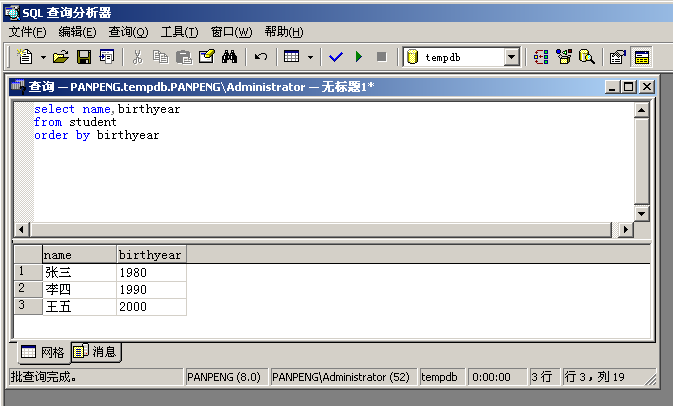 SQL 查询分析器
文件(F) 编辑(E) 查询(Q) 工具(T) 窗口(W) 帮助(H)
tempdb
查询 — PANPENG.tempdb.PANPENG\Administrator — 无标题1*
select name,birthyear
from student
order by birthyear
name birthyear
1 张三 1980
2 李四 1990
3 王五 2000
网格 消息
批查询完成。 PANPENG (8.0) PANPENG\Administrator (52) tempdb 0:00:00 3 行 行 3，列 19